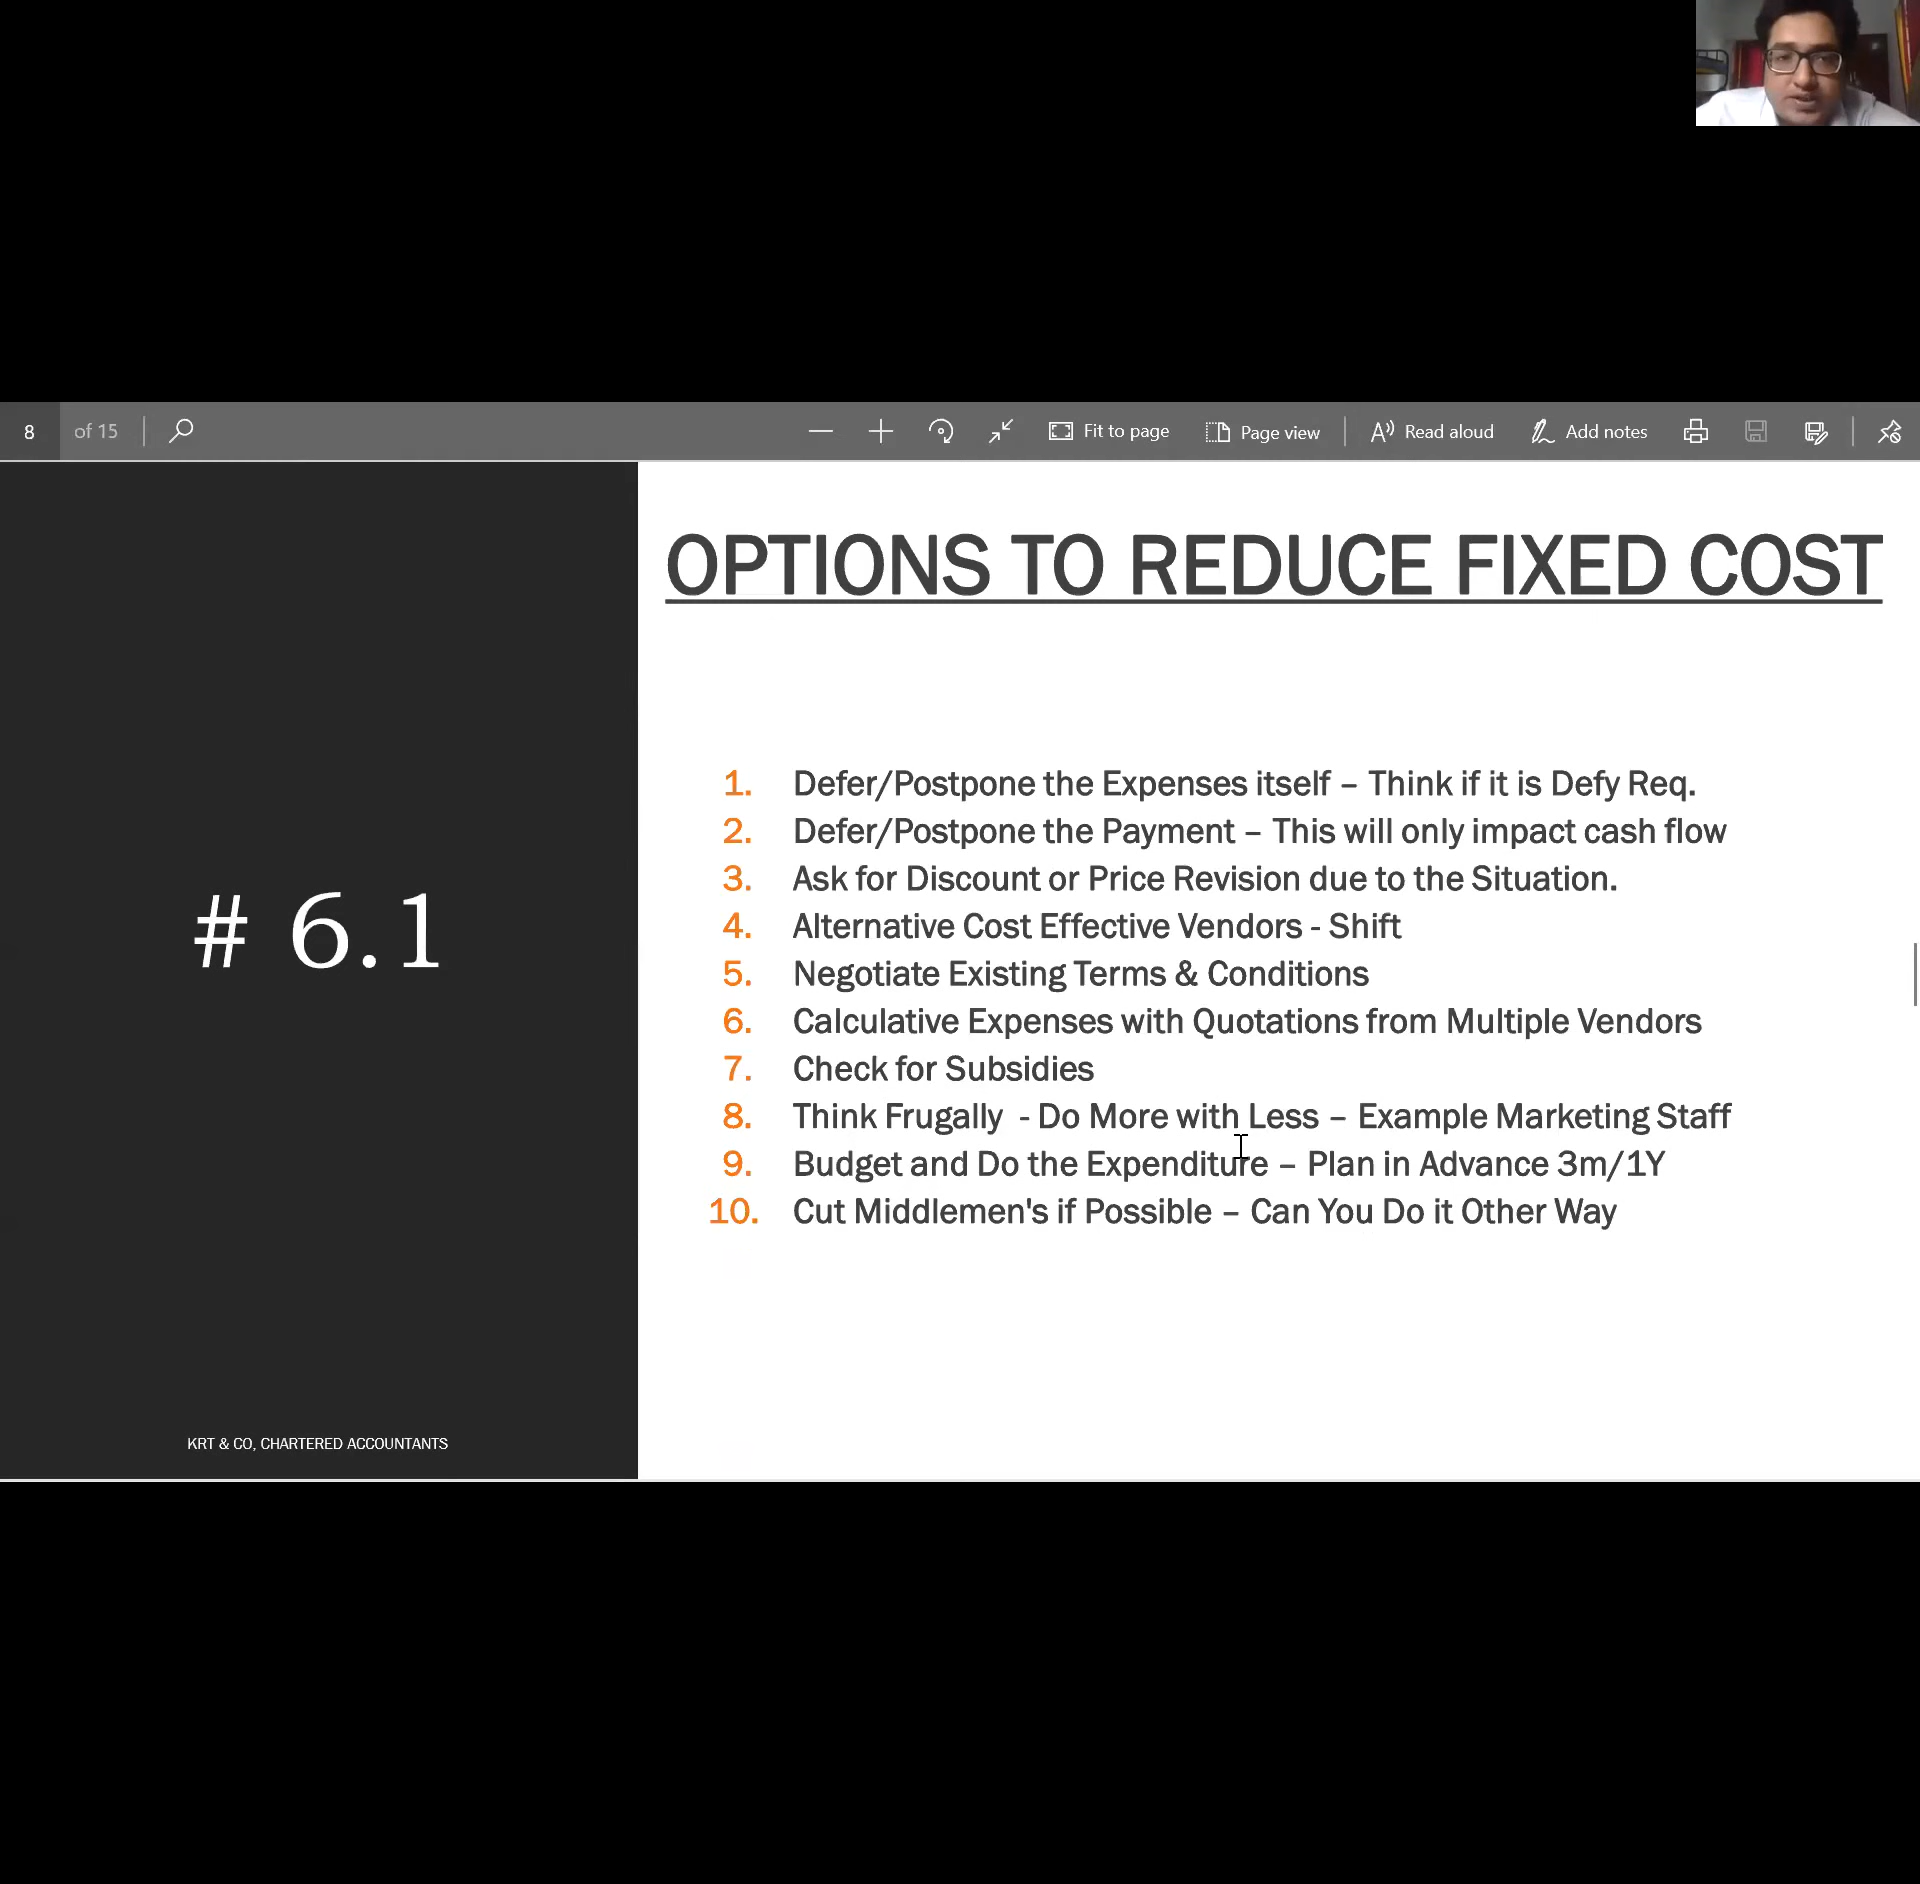 8 of 15 Fit to page Page view Read aloud Add notes
OPTIONS TO REDUCE FIXED COST
# 6.1
1. Defer/Postpone the Expenses itself – Think if it is Defy Req.
2. Defer/Postpone the Payment – This will only impact cash flow
3. Ask for Discount or Price Revision due to the Situation.
4. Alternative Cost Effective Vendors - Shift
5. Negotiate Existing Terms & Conditions
6. Calculative Expenses with Quotations from Multiple Vendors
7. Check for Subsidies
8. Think Frugally - Do More with Less – Example Marketing Staff
9. Budget and Do the Expenditure – Plan in Advance 3m/1Y
10. Cut Middlemen's if Possible – Can You Do it Other Way
KRT & CO, CHARTERED ACCOUNTANTS